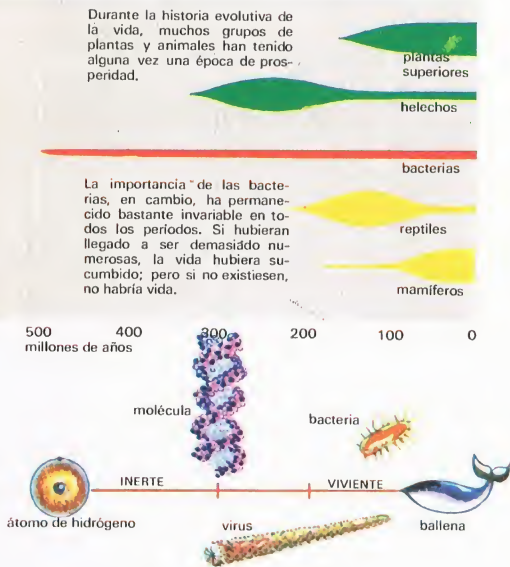 Durante la historia evolutiva de
la vida, muchos grupos de
plantas y animales han tenido
alguna vez una época de pros-
peridad.
plantas
superiores
helechos
bacterias
La importancia de las bacte-
rias, en cambio, ha permane-
cido bastante invariable en to-
dos los períodos. Si hubieran
llegado a ser demasiado nu-
merosas, la vida hubiera su-
cumbido; pero si no existiesen,
no habría vida.
reptiles
mamíferos
500 400 300 200 100 0
millones de años
molécula
bacteria
INERTE VIVIENTE
átomo de hidrógeno virus ballena